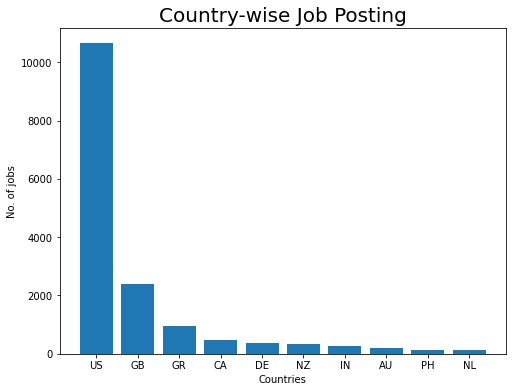 Country-wise Job Posting
10000
8000
6000
4000
2000
0
No. of jobs
US GB GR CA DE NZ IN AU PH NL
Countries